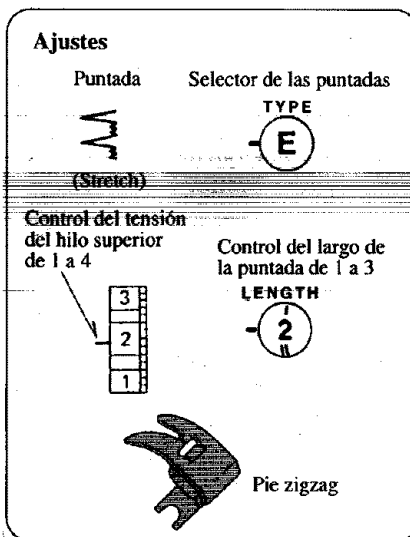 Ajustes
Puntada
Selector de las puntadas
TYPE
E
(Stretch)
Control del tensión
del hilo superior
de 1 a 4
3
2
1
Control del largo de
la puntada de 1 a 3
LENGTH
2
Pie zigzag